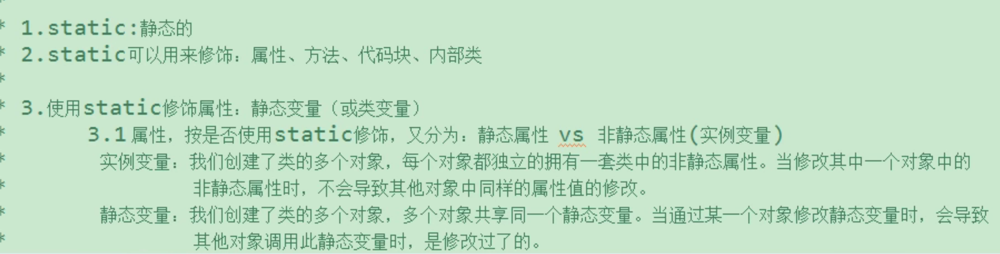 *
* 1.static:静态的
* 2.static可以用来修饰：属性、方法、代码块、内部类
*
* 3.使用static修饰属性：静态变量（或类变量）
* 3.1 属性，按是否使用static修饰，又分为：静态属性 vs 非静态属性(实例变量)
* 实例变量：我们创建了类的多个对象，每个对象都独立的拥有一套类中的非静态属性。当修改其中一个对象中的
* 非静态属性时，不会导致其他对象中同样的属性值的修改。
* 静态变量：我们创建了类的多个对象，多个对象共享同一个静态变量。当通过某一个对象修改静态变量时，会导致
* 其他对象调用此静态变量时，是修改过了的。